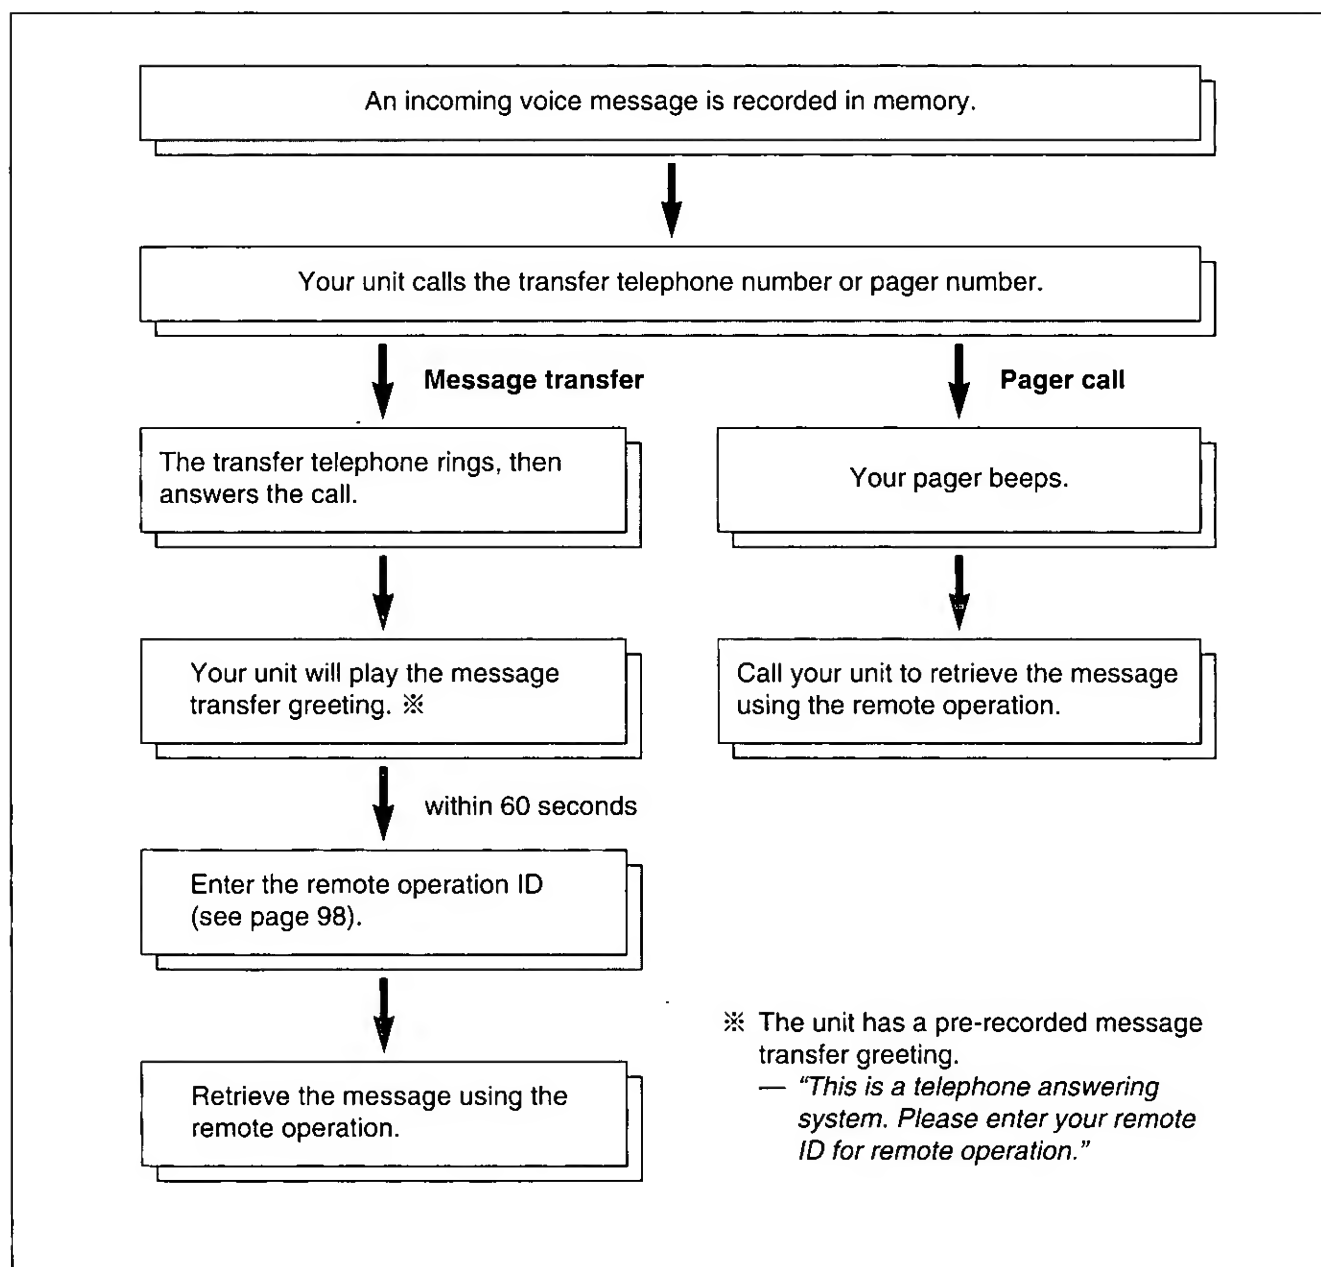 An incoming voice message is recorded in memory.
Your unit calls the transfer telephone number or pager number.
Message transfer
Pager call
The transfer telephone rings, then
answers the call.
Your pager beeps.
Your unit will play the message
transfer greeting. ※
Call your unit to retrieve the message
using the remote operation.
within 60 seconds
Enter the remote operation ID
(see page 98).
Retrieve the message using the
remote operation.
※ The unit has a pre-recorded message
transfer greeting.
— “This is a telephone answering
system. Please enter your remote
ID for remote operation.”